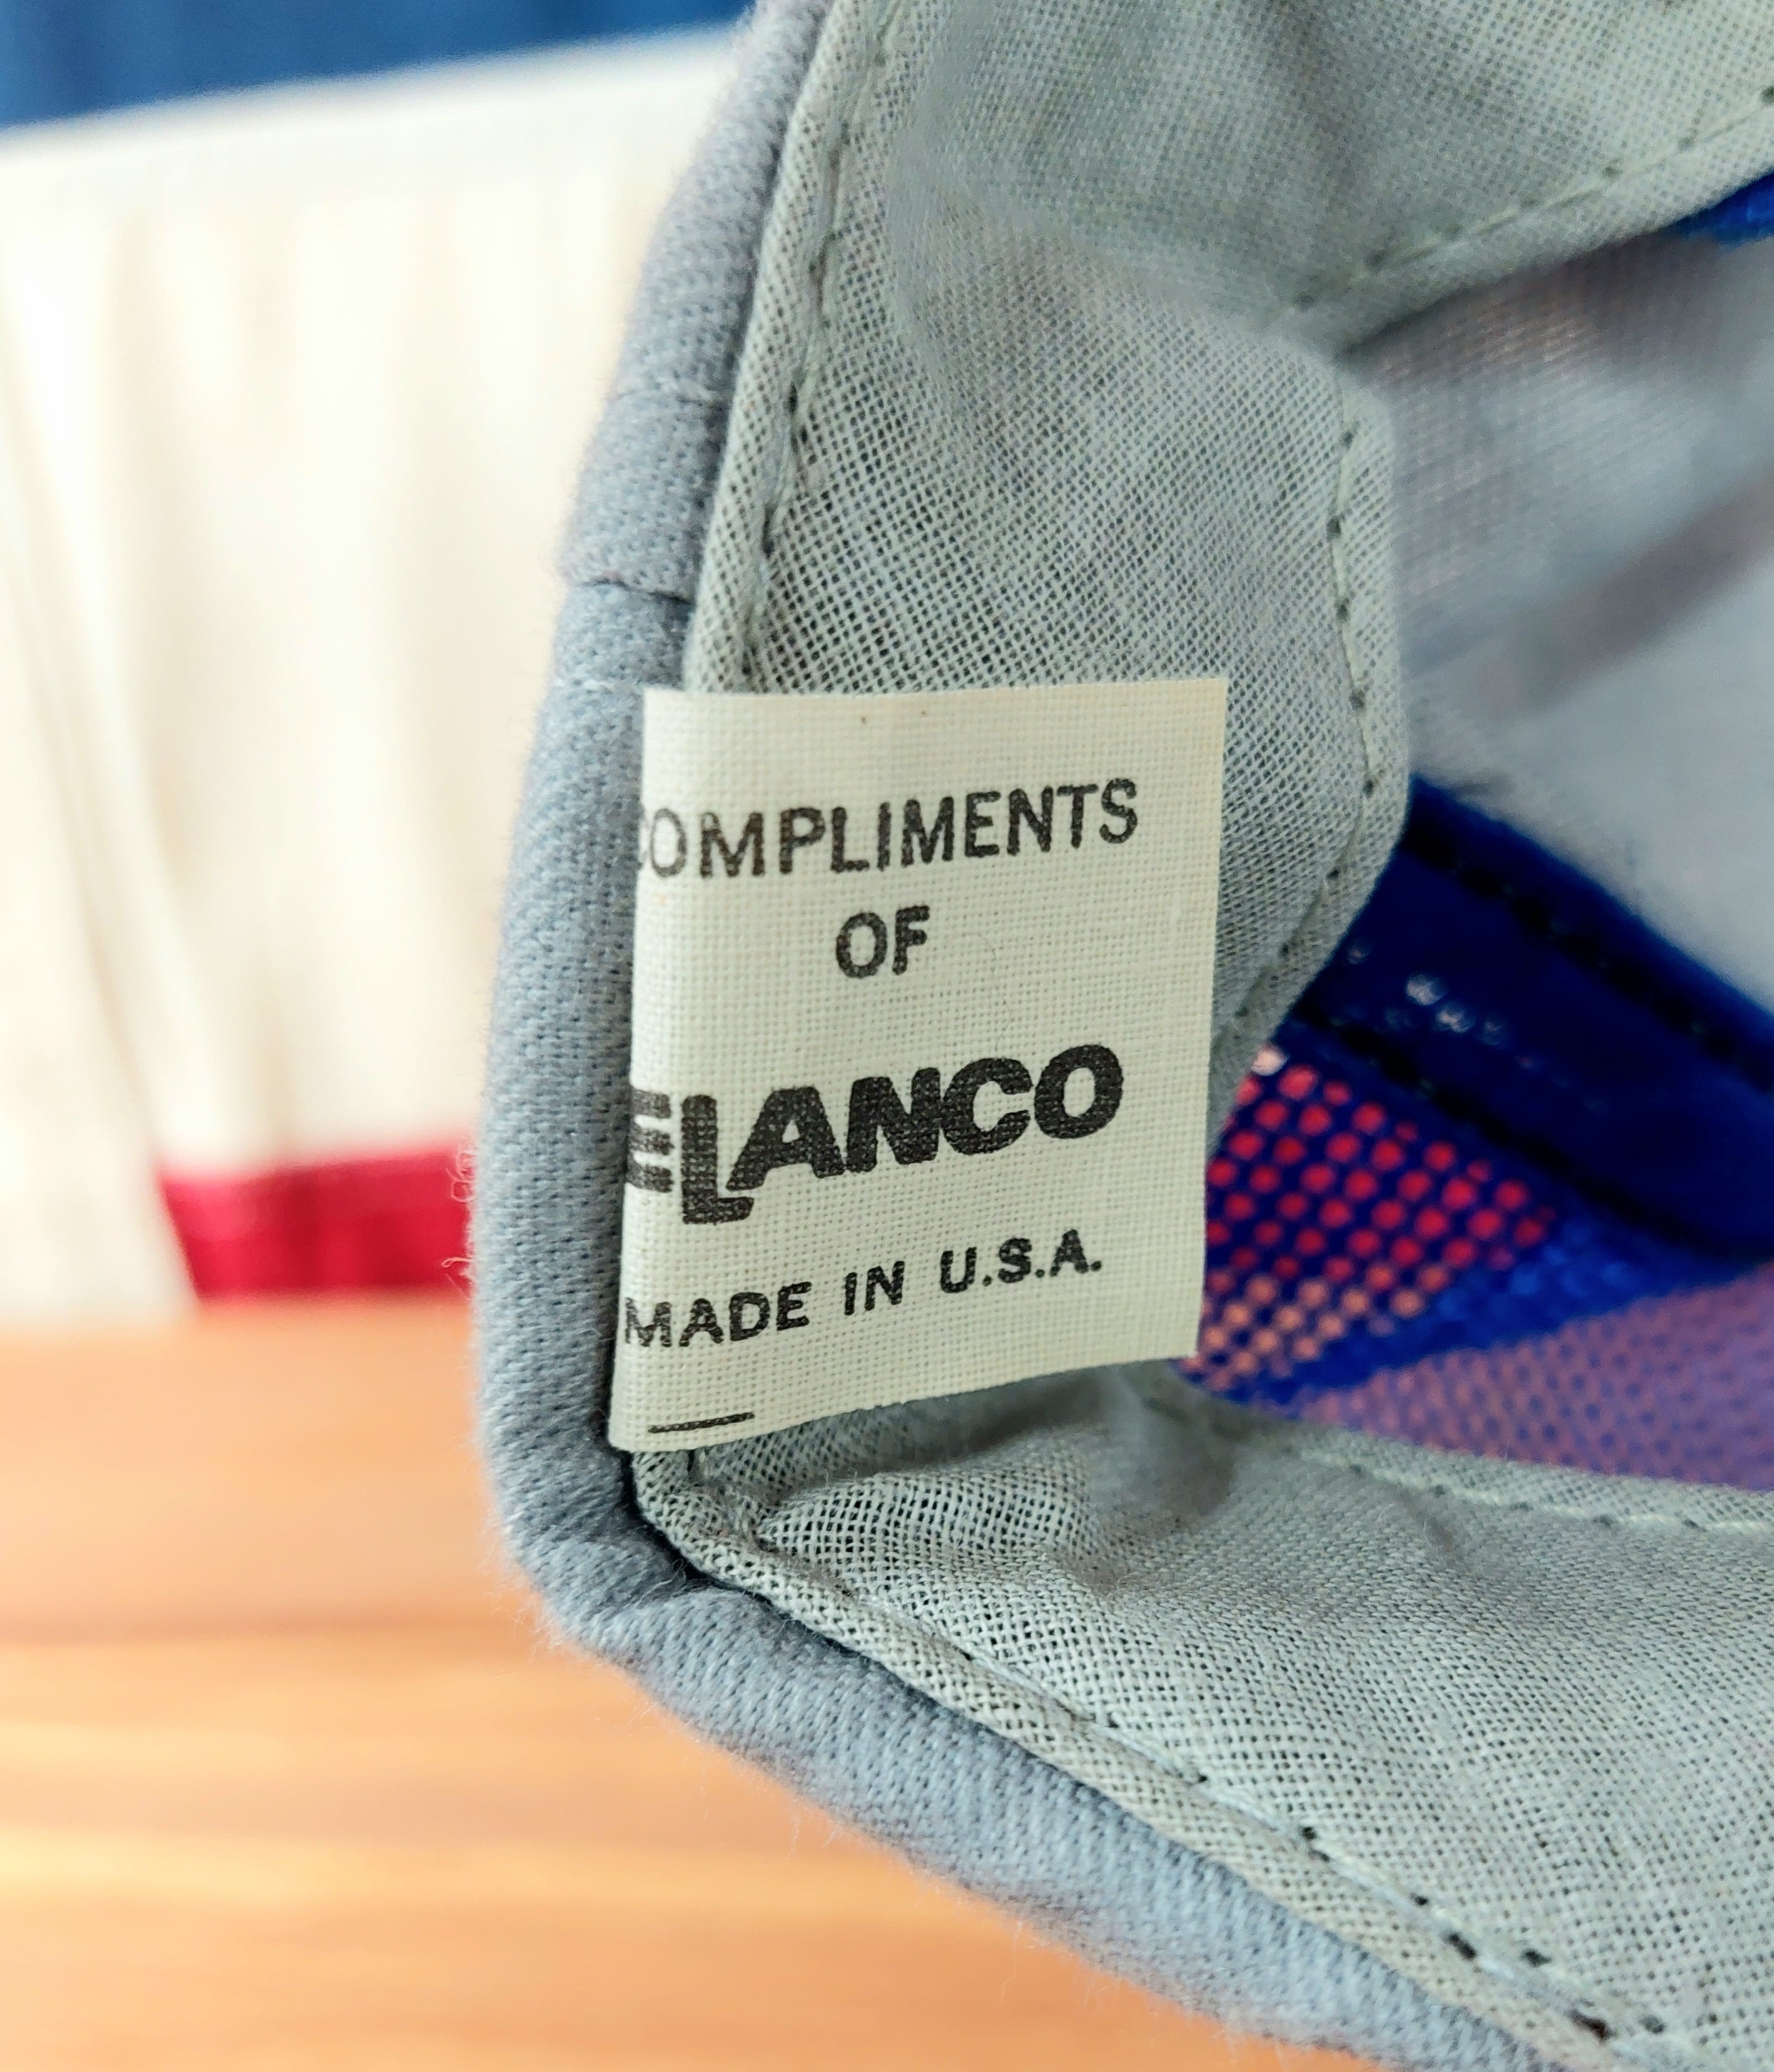 COMPLIMENTS
OF
ELANCO
MADE IN U.S.A.